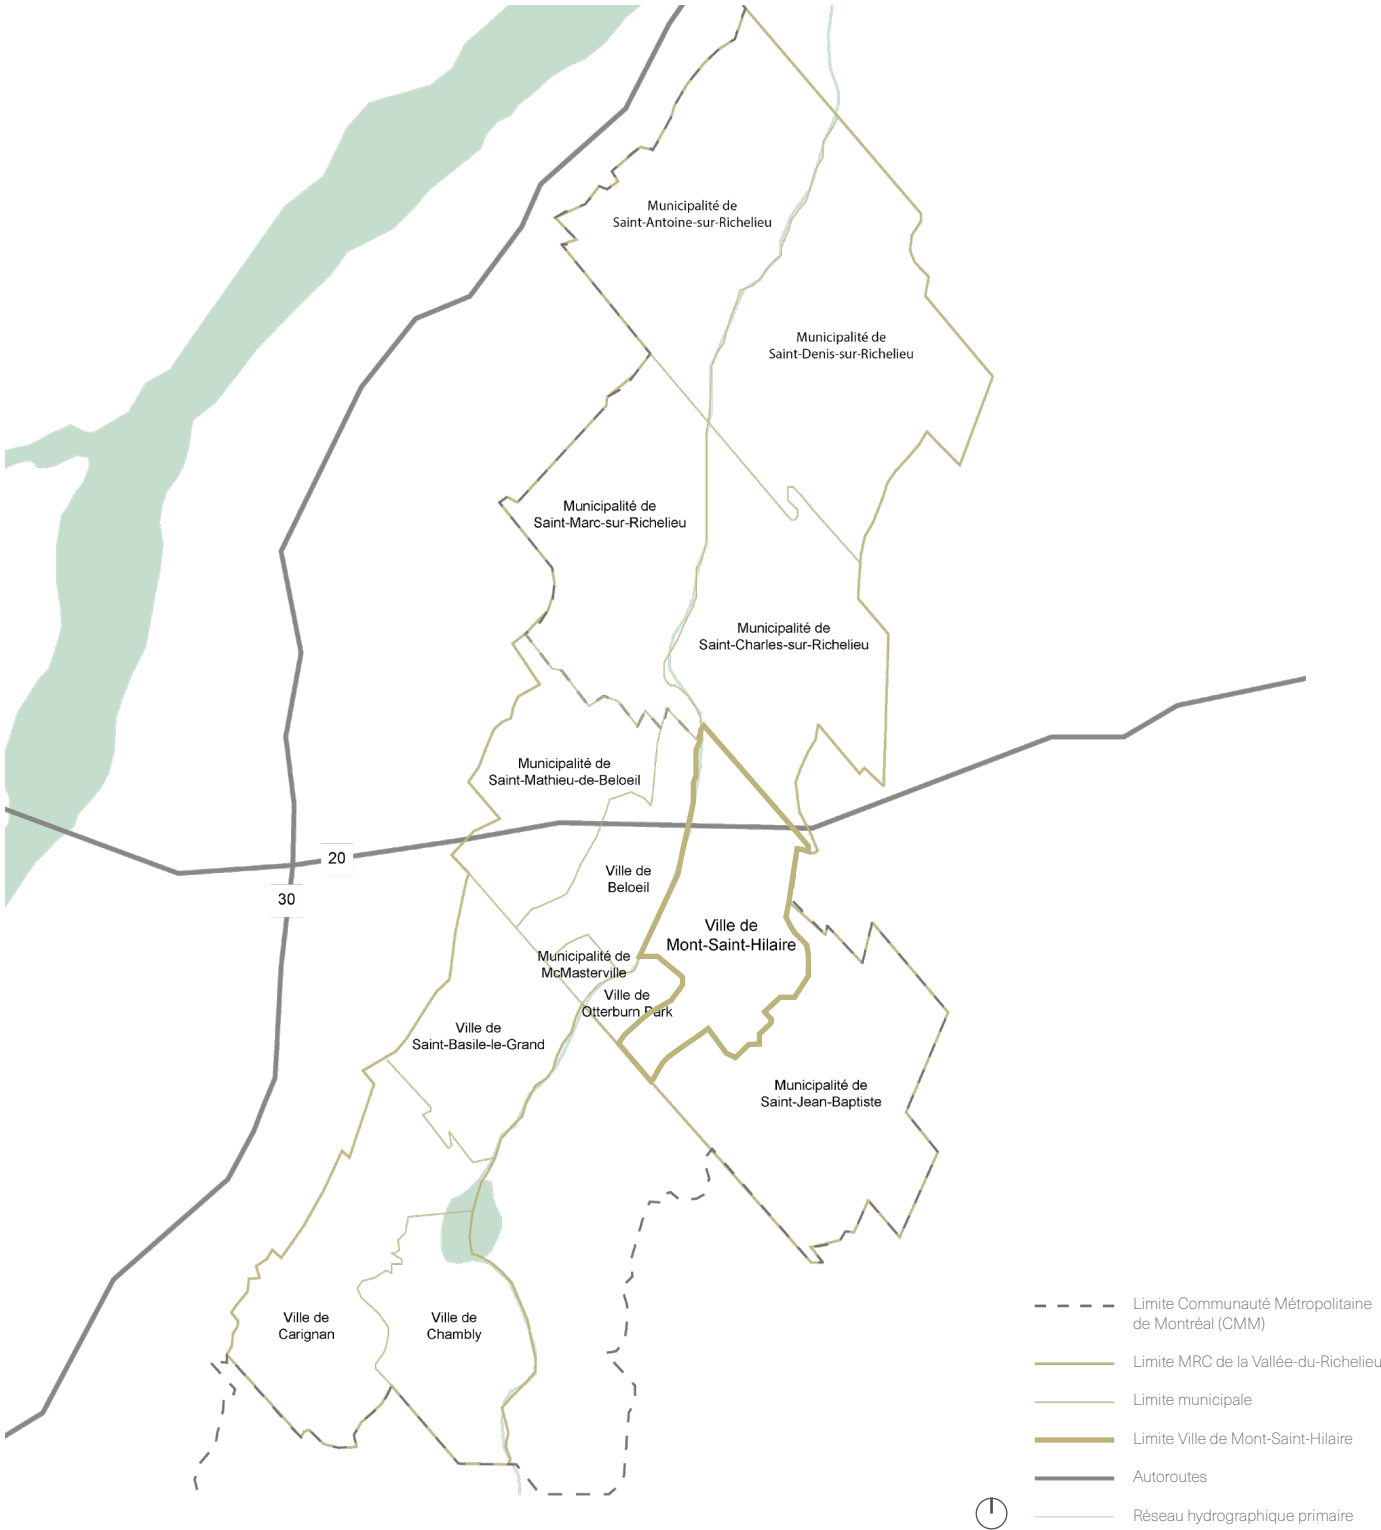 Municipalité de
Saint-Antoine-sur-Richelieu
Municipalité de
Saint-Denis-sur-Richelieu
Municipalité de
Saint-Marc-sur-Richelieu
Municipalité de
Saint-Charles-sur-Richelieu
Municipalité de
Saint-Mathieu-de-Beloeil
20
30
Ville de
Beloeil
Ville de
Mont-Saint-Hilaire
Municipalité de
McMasterville
Ville de
Otterburn Park
Ville de
Saint-Basile-le-Grand
Municipalité de
Saint-Jean-Baptiste
Ville de
Carignan
Ville de
Chambly
Limite Communauté Métropolitaine
de Montréal (CMM)
Limite MRC de la Vallée-du-Richelieu
Limite municipale
Limite Ville de Mont-Saint-Hilaire
Autoroutes
Réseau hydrographique primaire